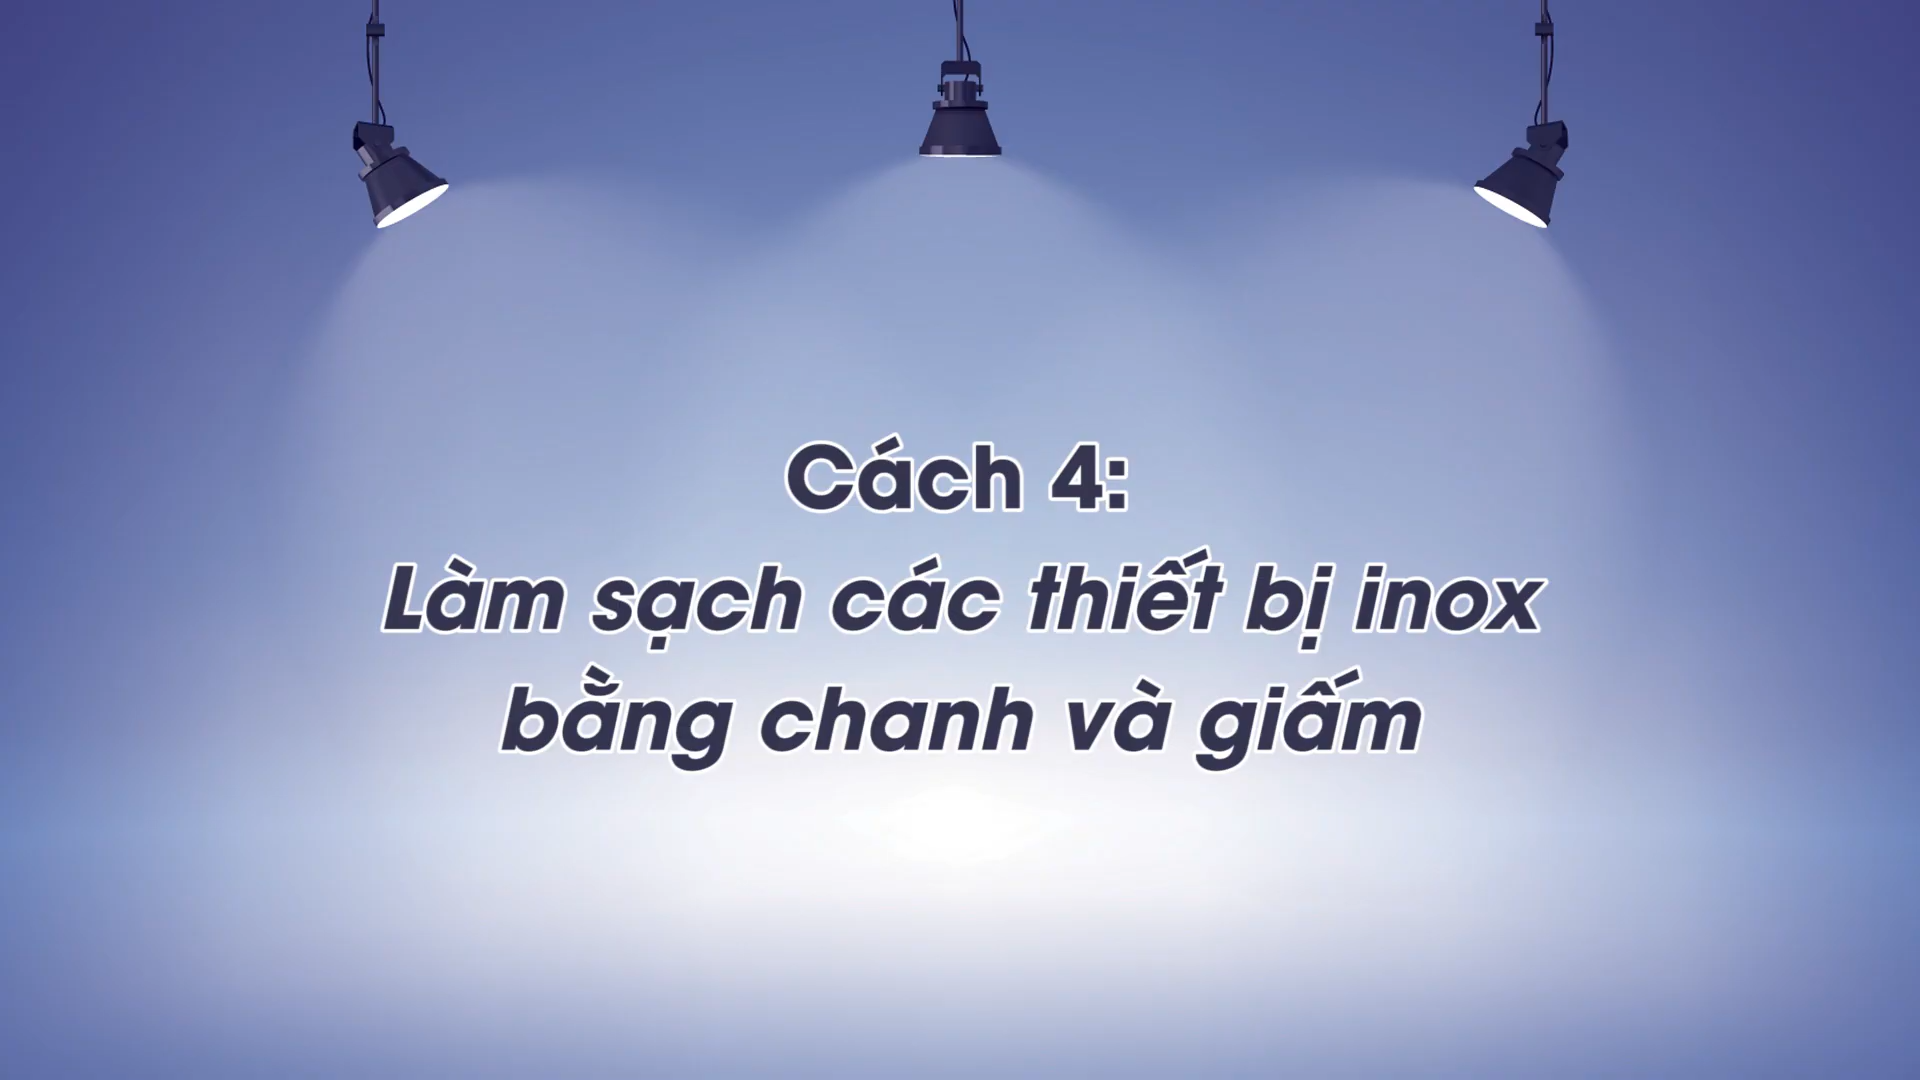 Cách 4:
Làm sạch các thiết bị inox
bằng chanh và giấm